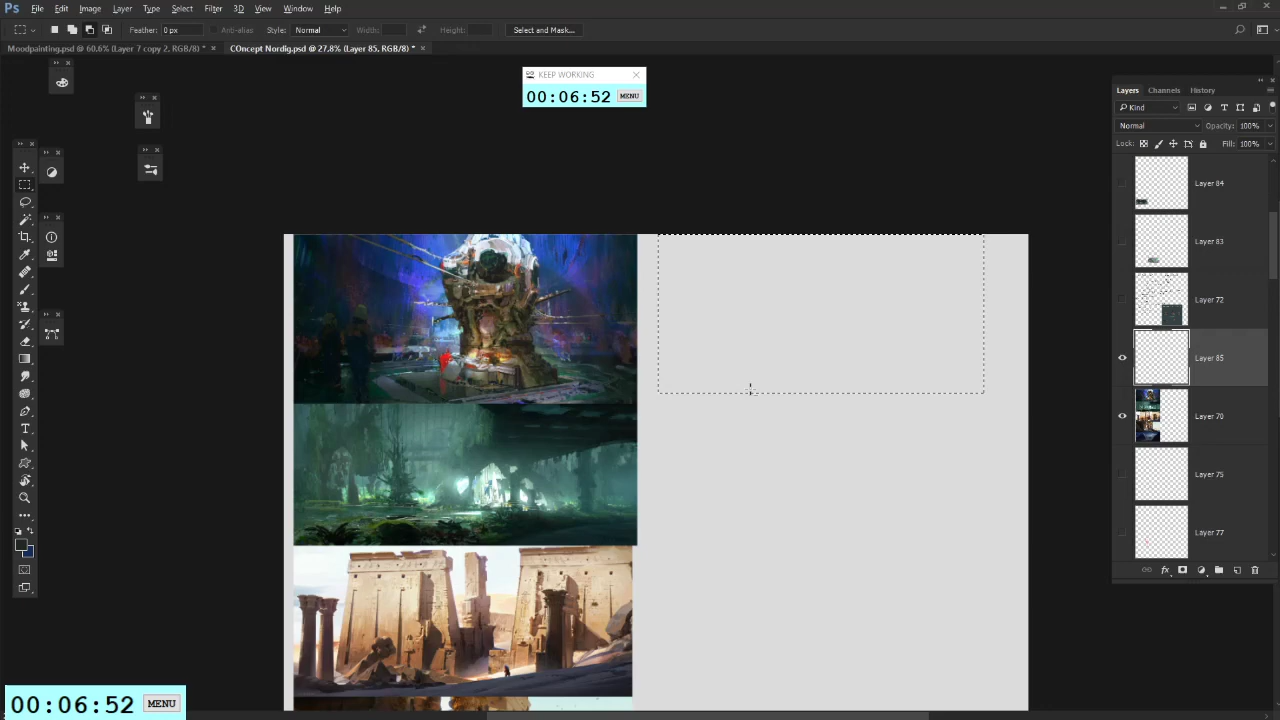 Ps File Edit Image Layer Type Select Filter 3D View Window Help
Feather: 0 px Anti-alias Style: Normal Width: Height: Select and Mask...
Moodpainting.psd @ 60,6% (Layer 7 copy 2, RGB/8) * × COncept Nordig.psd @ 27,8% (Layer 85, RGB/8) * ×
KEEP WORKING
00:06:52 MENU
Layers Channels History
Kind
Normal Opacity: 100%
Lock: Fill: 100%
Layer 84
Layer 83
Layer 72
Layer 85
Layer 70
Layer 75
Layer 77
fx
00:06:52 MENU